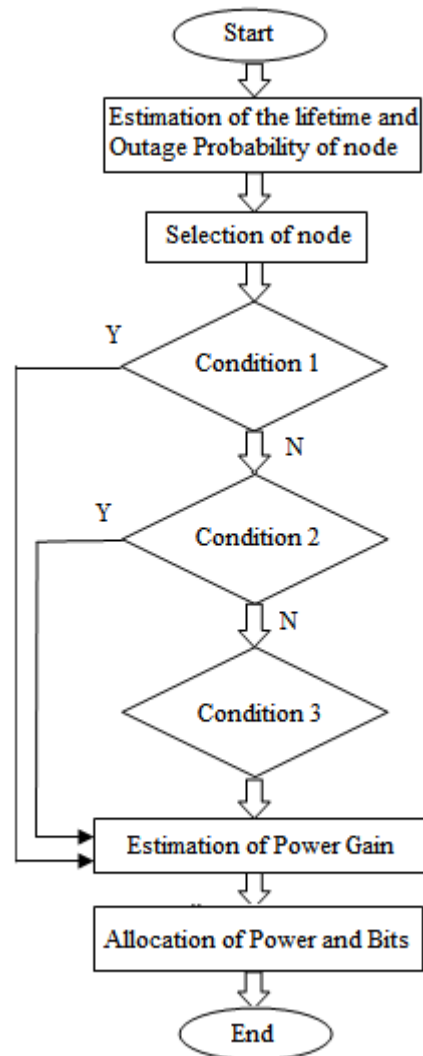 Start
Estimation of the lifetime and
Outage Probability of node
Selection of node
Y
Condition 1
N
Y
Condition 2
N
Condition 3
Estimation of Power Gain
Allocation of Power and Bits
End